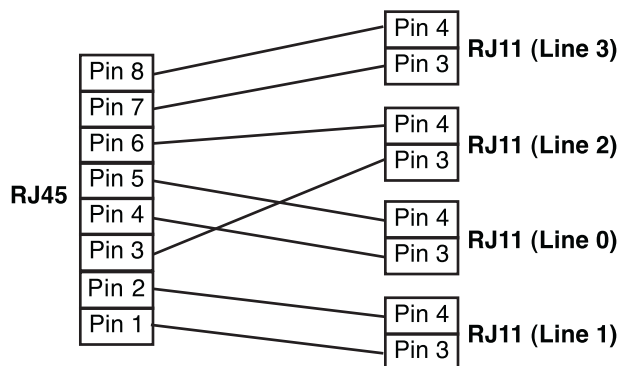 RJ45
Pin 8
Pin 7
Pin 6
Pin 5
Pin 4
Pin 3
Pin 2
Pin 1
Pin 4
Pin 3
RJ11 (Line 3)
Pin 4
Pin 3
RJ11 (Line 2)
Pin 4
Pin 3
RJ11 (Line 0)
Pin 4
Pin 3
RJ11 (Line 1)